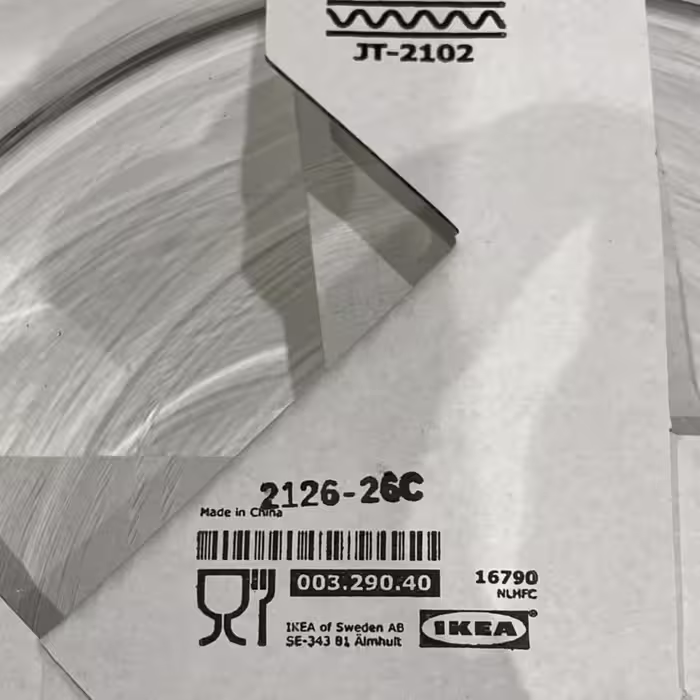 JT-2102
2126-26C
Made in China
003.290.40
16790
NLHFC
IKEA of Sweden AB
SE-343 81 Älmhult
IKEA®